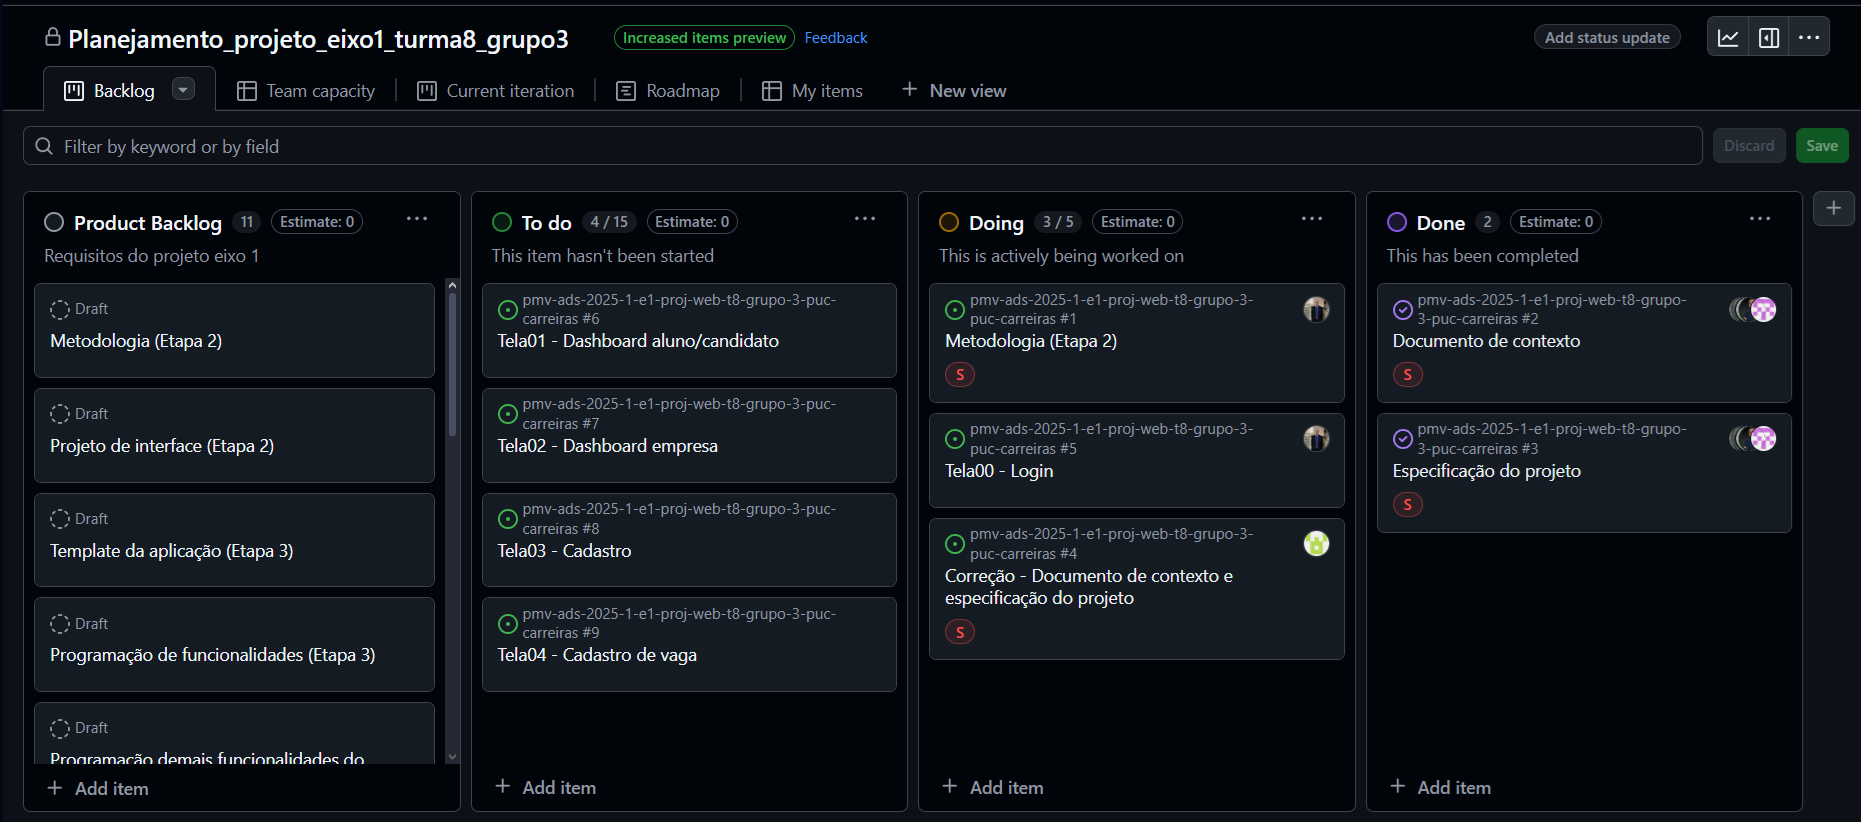 Planejamento_projeto_eixo1_turma8_grupo3
Increased items preview
Feedback
Add status update
Backlog
Team capacity
Current iteration
Roadmap
My items
New view
Filter by keyword or by field
Discard
Save
Product Backlog 11 Estimate: 0
Requisitos do projeto eixo 1
Draft
Metodologia (Etapa 2)
Draft
Projeto de interface (Etapa 2)
Draft
Template da aplicação (Etapa 3)
Draft
Programação de funcionalidades (Etapa 3)
Draft
Programação demais funcionalidades do
Add item
To do 4 / 15 Estimate: 0
This item hasn't been started
pmv-ads-2025-1-e1-proj-web-t8-grupo-3-puc-
carreiras #6
Tela01 - Dashboard aluno/candidato
pmv-ads-2025-1-e1-proj-web-t8-grupo-3-puc-
carreiras #7
Tela02 - Dashboard empresa
pmv-ads-2025-1-e1-proj-web-t8-grupo-3-puc-
carreiras #8
Tela03 - Cadastro
pmv-ads-2025-1-e1-proj-web-t8-grupo-3-puc-
carreiras #9
Tela04 - Cadastro de vaga
Add item
Doing 3 / 5 Estimate: 0
This is actively being worked on
pmv-ads-2025-1-e1-proj-web-t8-grupo-3-
puc-carreiras #1
Metodologia (Etapa 2)
S
pmv-ads-2025-1-e1-proj-web-t8-grupo-3-
puc-carreiras #5
Tela00 - Login
pmv-ads-2025-1-e1-proj-web-t8-grupo-3-
puc-carreiras #4
Correção - Documento de contexto e
especificação do projeto
S
Add item
Done 2 Estimate: 0
This has been completed
pmv-ads-2025-1-e1-proj-web-t8-grupo-
3-puc-carreiras #2
Documento de contexto
S
pmv-ads-2025-1-e1-proj-web-t8-grupo-
3-puc-carreiras #3
Especificação do projeto
S
Add item